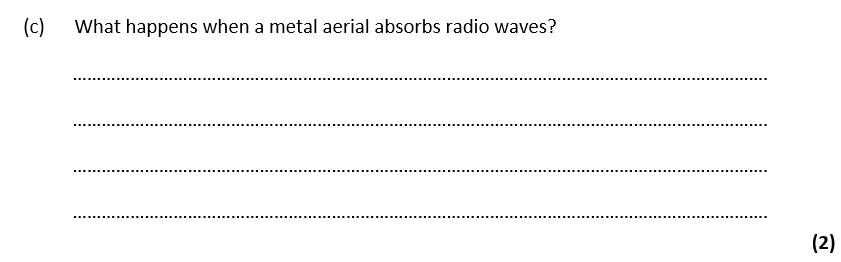 (c) What happens when a metal aerial absorbs radio waves?
(2)